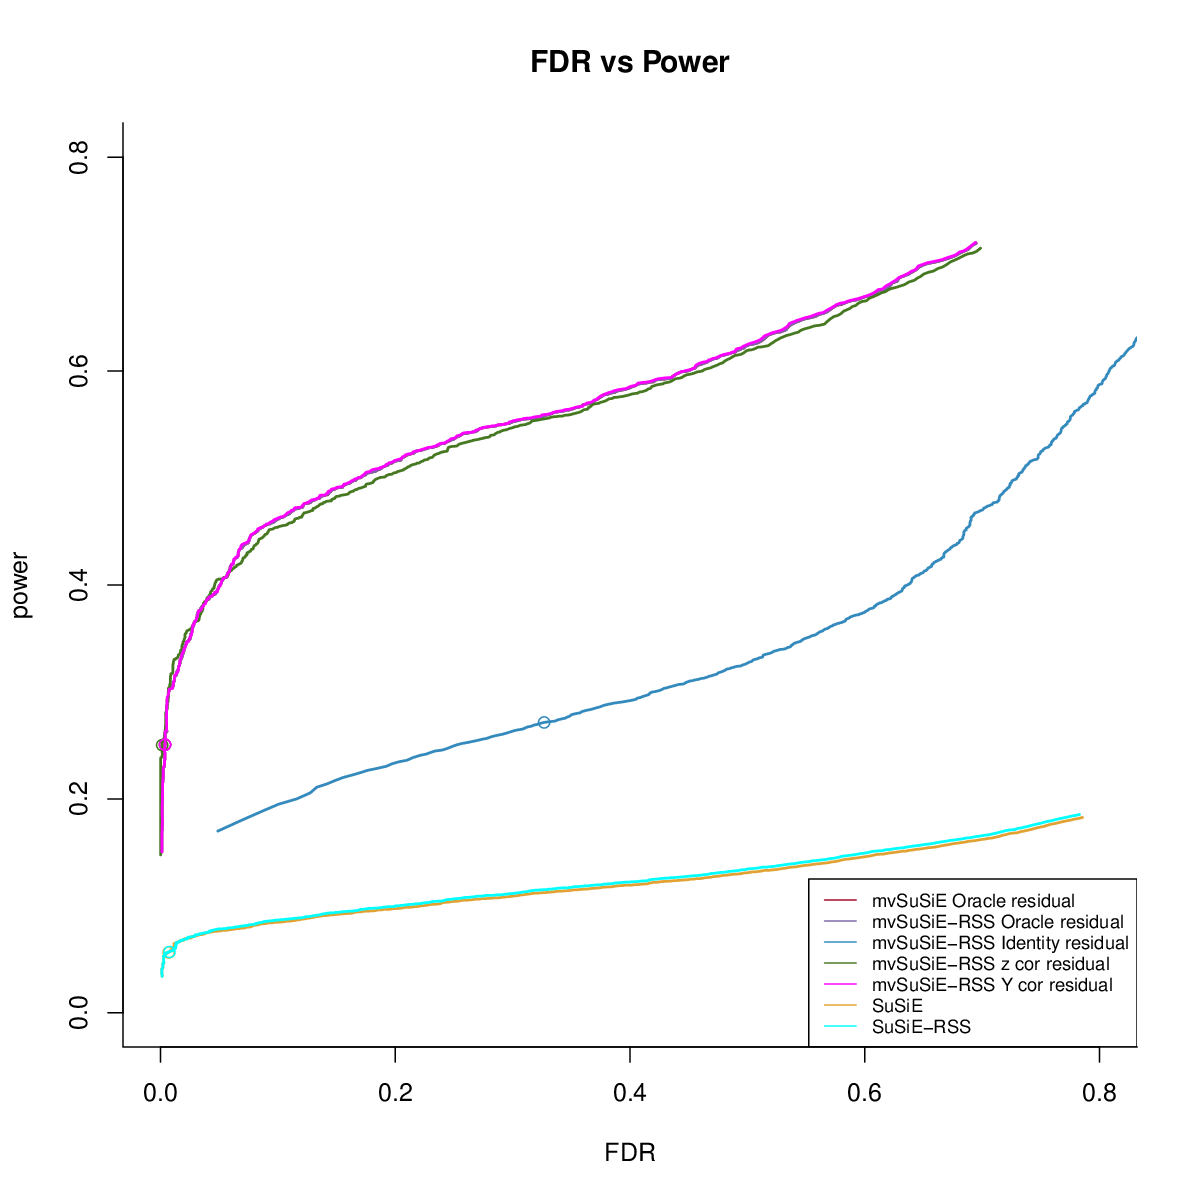 FDR vs Power
0.8
0.6
0.4
0.2
0.0
power
0.0 0.2 0.4 0.6 0.8
FDR
mvSuSiE Oracle residual
mvSuSiE−RSS Oracle residual
mvSuSiE−RSS Identity residual
mvSuSiE−RSS z cor residual
mvSuSiE−RSS Y cor residual
SuSiE
SuSiE−RSS